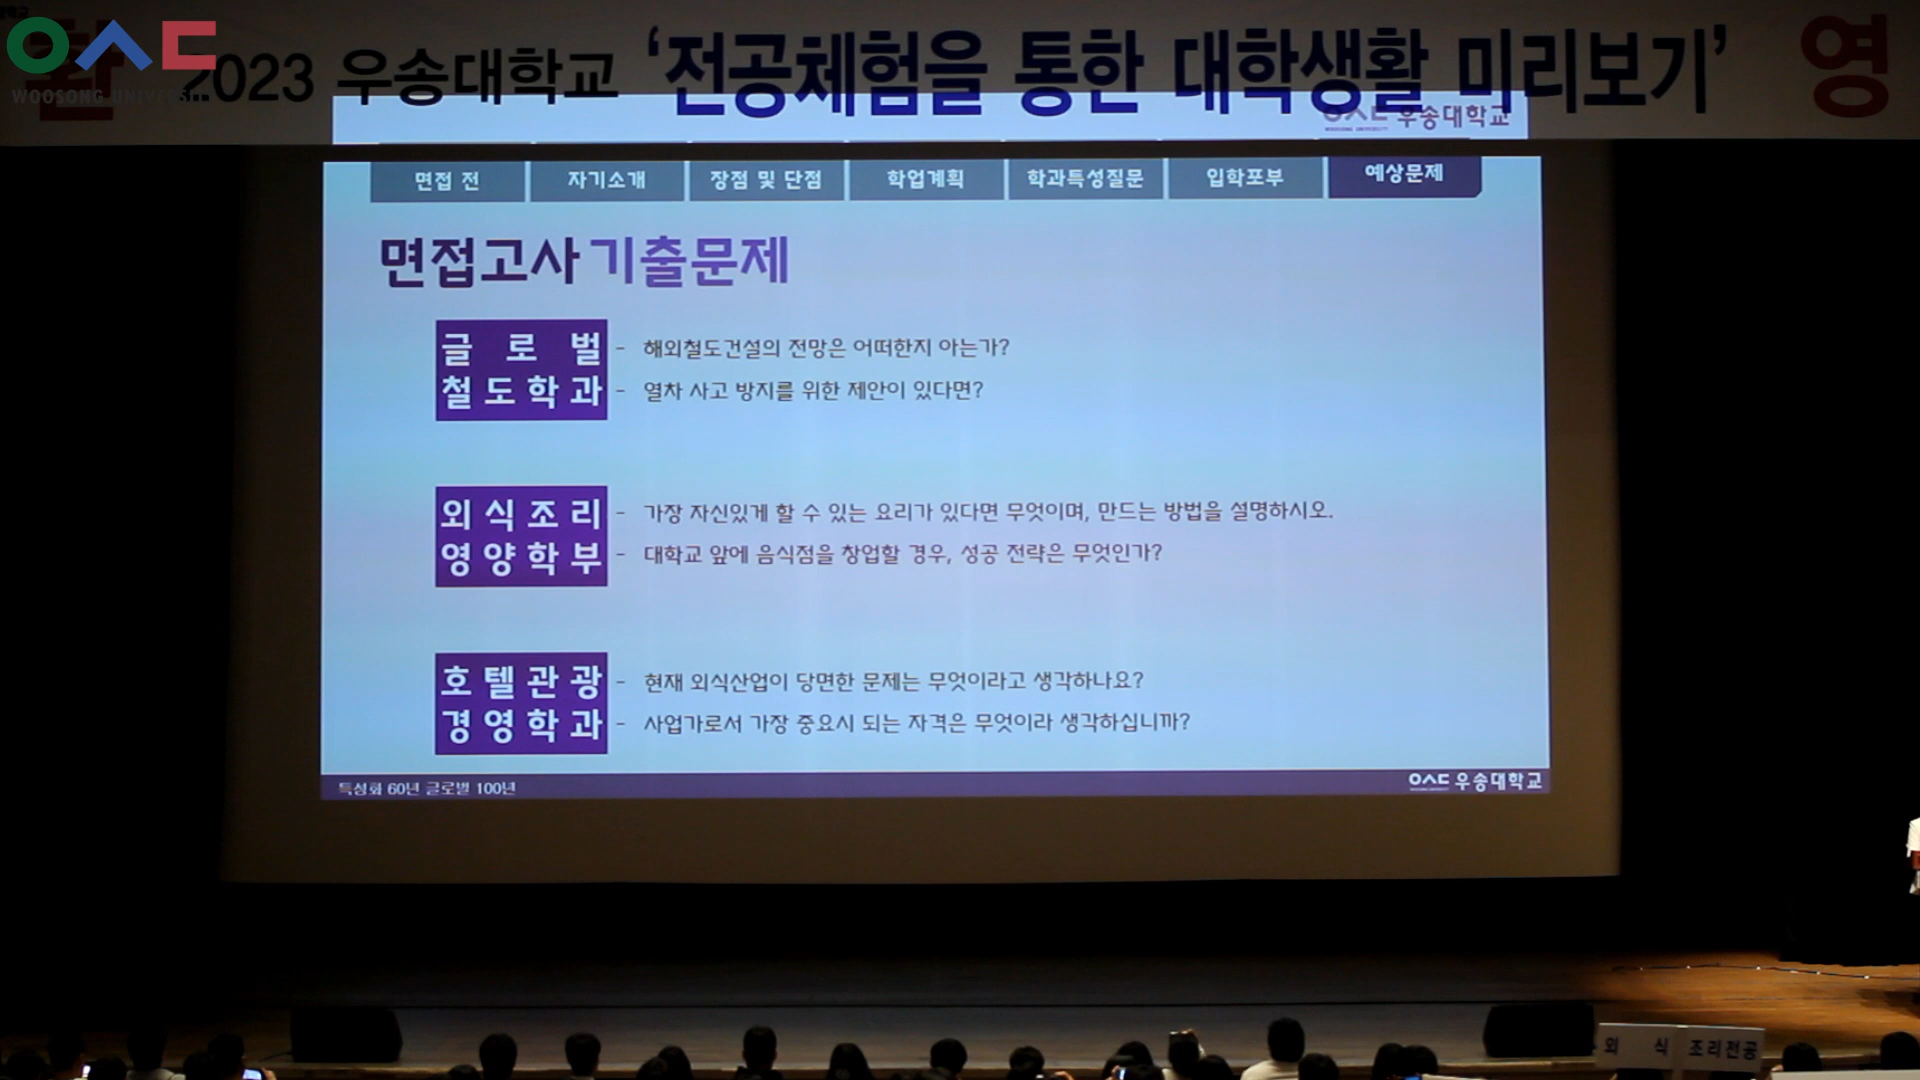 환 2023 우송대학교 ‘전공체험을 통한 대학생활 미리보기’ 영
WOOSONG UNIVERSITY
우송대학교
면접 전 자기소개 장점 및 단점 학업계획 학과특성질문 입학포부 예상문제
면접고사 기출문제
글로벌 - 해외철도건설의 전망은 어떠한지 아는가?
철도학과 - 열차 사고 방지를 위한 제안이 있다면?
외식조리 - 가장 자신있게 할 수 있는 요리가 있다면 무엇이며, 만드는 방법을 설명하시오.
영양학부 - 대학교 앞에 음식점을 창업할 경우, 성공 전략은 무엇인가?
호텔관광 - 현재 외식산업이 당면한 문제는 무엇이라고 생각하나요?
경영학과 - 사업가로서 가장 중요시 되는 자격은 무엇이라 생각하십니까?
특성화 60년 글로벌 100년 우송대학교
외식 조리전공